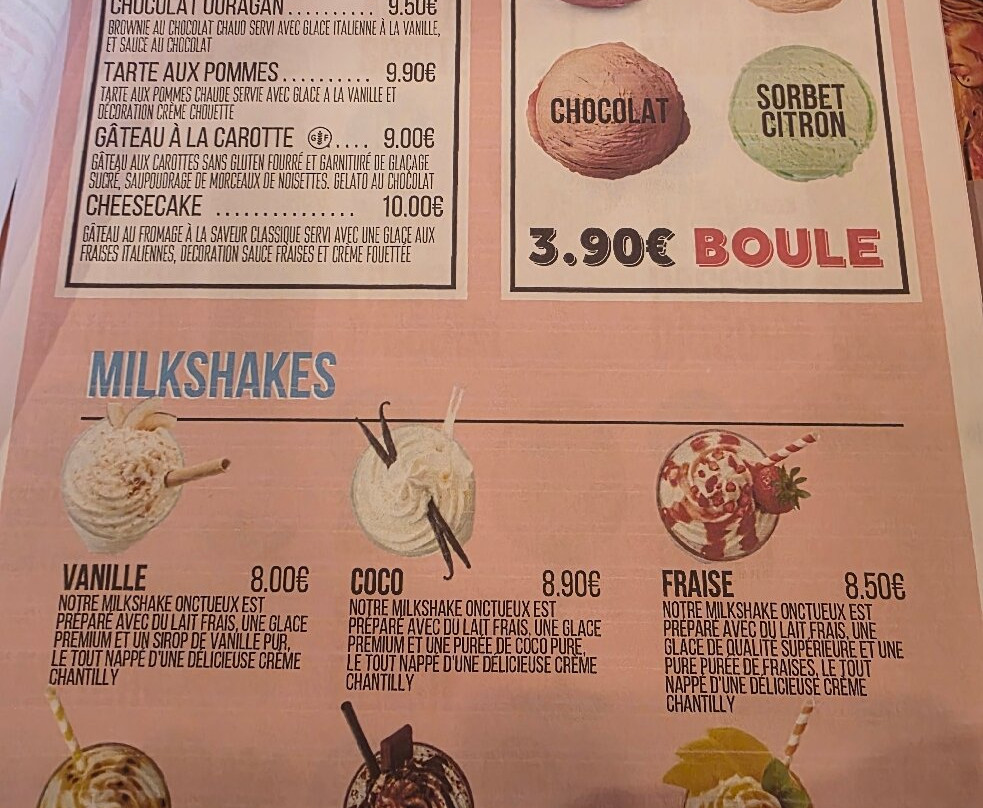 CHOCOLAT OURAGAN.......... 9.50€
BROWNIE AU CHOCOLAT CHAUD SERVI AVEC GLACE ITALIENNE À LA VANILLE,
ET SAUCE AU CHOCOLAT
TARTE AUX POMMES.......... 9.90€
TARTE AUX POMMES CHAUDE SERVIE AVEC GLACE A LA VANILLE ET
DECORATION CRÈME CHOUETTE
GÂTEAU À LA CAROTTE GF.... 9.00€
GÂTEAU AUX CAROTTES SANS GLUTEN FOURRÉ ET GARNITURE DE GLAÇAGE
SUCRE, SAUPOUDRAGE DE MORCEAUX DE NOISETTES. GELATO AU CHOCOLAT
CHEESECAKE ............... 10.00€
GÂTEAU AU FROMAGE À LA SAVEUR CLASSIQUE SERVI AVEC UNE GLAÇE AUX
FRAISES ITALIENNES, DECORATION SAUCE FRAISES ET CRÈME FOUETTÉE
CHOCOLAT
SORBET
CITRON
3.90€ BOULE
MILKSHAKES
VANILLE 8.00€
NOTRE MILKSHAKE ONCTUEUX EST
PRÉPARÉ AVEC DU LAIT FRAIS, UNE GLACE
PREMIUM ET UN SIROP DE VANILLE PUR,
LE TOUT NAPPÉ D'UNE DÉLICIEUSE CRÈME
CHANTILLY
COCO 8.90€
NOTRE MILKSHAKE ONCTUEUX EST
PRÉPARÉ AVEC DU LAIT FRAIS, UNE GLACE
PREMIUM ET UNE PURÉE DE COCO PURE,
LE TOUT NAPPÉ D'UNE DÉLICIEUSE CRÈME
CHANTILLY
FRAISE 8.50€
NOTRE MILKSHAKE ONCTUEUX EST
PRÉPARÉ AVEC DU LAIT FRAIS, UNE
GLACE DE QUALITÉ SUPÉRIEURE ET UNE
PURE PURÉE DE FRAISES, LE TOUT
NAPPÉ D'UNE DÉLICIEUSE CRÈME
CHANTILLY